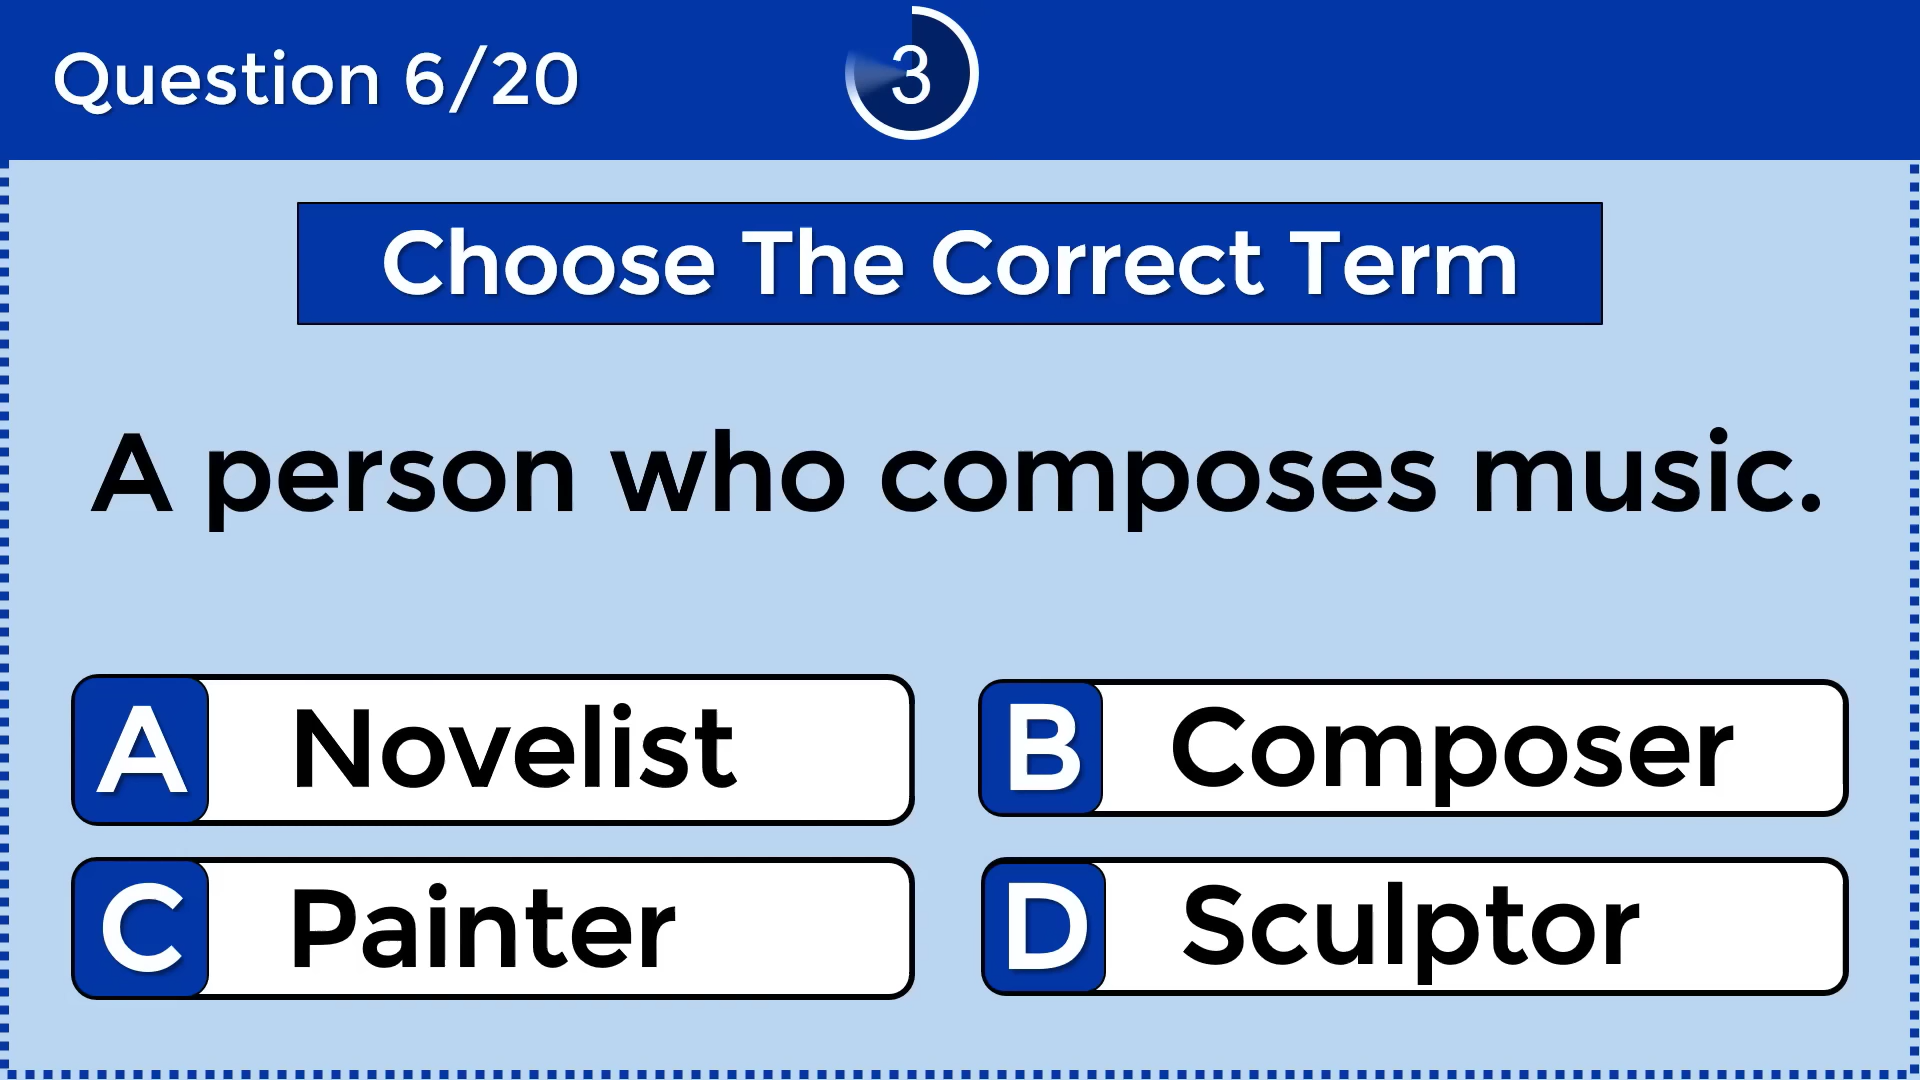 Question 6/20
3
Choose The Correct Term
A person who composes music.
A Novelist
B Composer
C Painter
D Sculptor